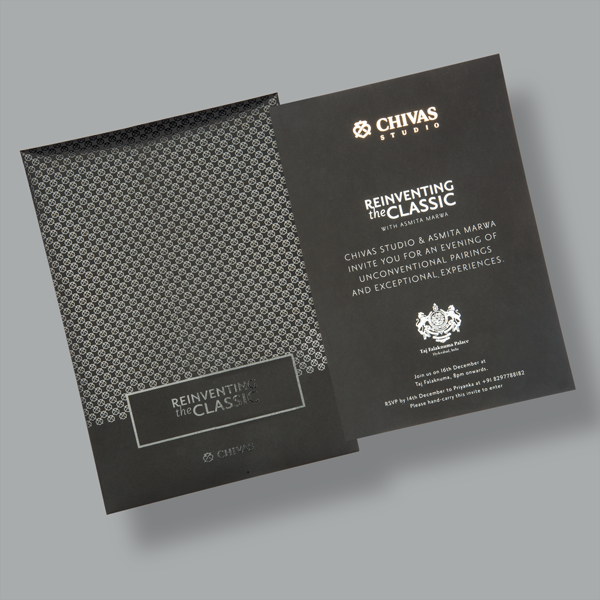 REINVENTING
the CLASSIC
CHIVAS
CHIVAS
STUDIO
REINVENTING
the CLASSIC
WITH ASMITA MARWA
CHIVAS STUDIO & ASMITA MARWA
INVITE YOU FOR AN EVENING OF
UNCONVENTIONAL PAIRINGS
AND EXCEPTIONAL EXPERIENCES.
Taj Falaknuma Palace
Hyderabad, India
Join us on 16th December at
Taj Falaknuma, 8pm onwards.
RSVP by 14th December to Priyanka at +91 8297788182
Please hand-carry this invite to enter